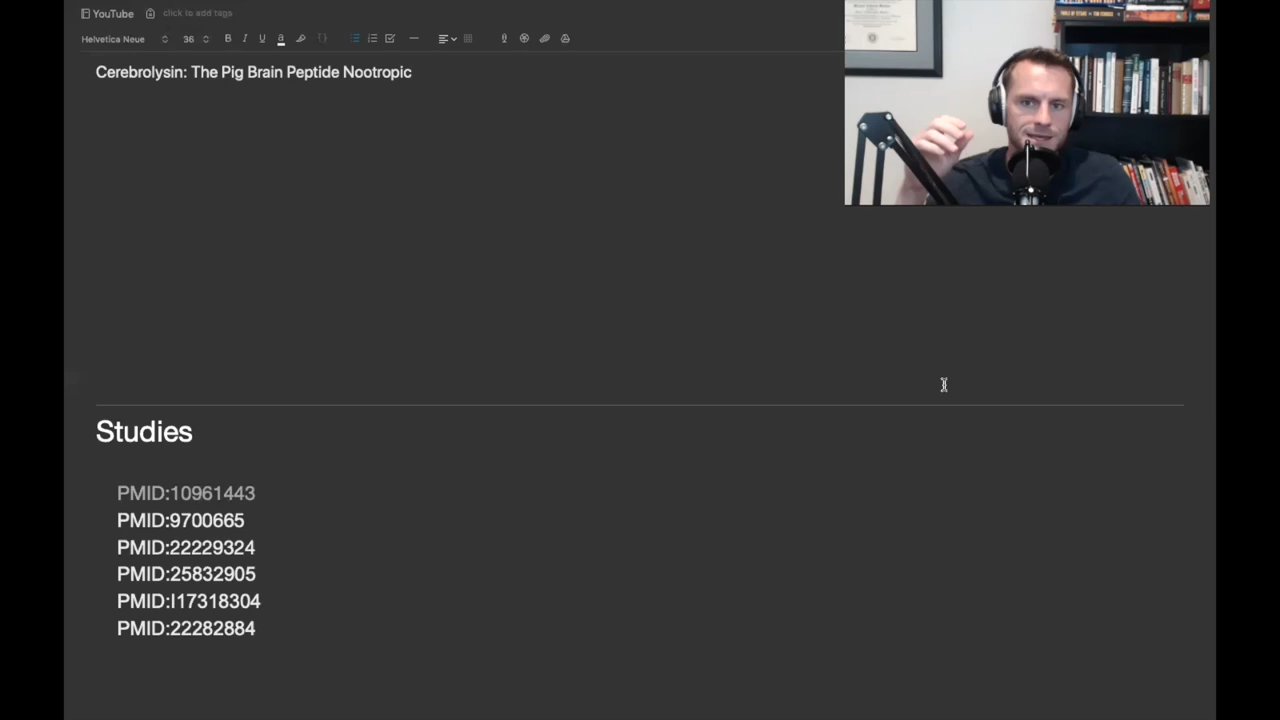 YouTube click to add tags
Helvetica Neue 36 B I U a
Cerebrolysin: The Pig Brain Peptide Nootropic
Studies
PMID:10961443
PMID:9700665
PMID:22229324
PMID:25832905
PMID:I17318304
PMID:22282884